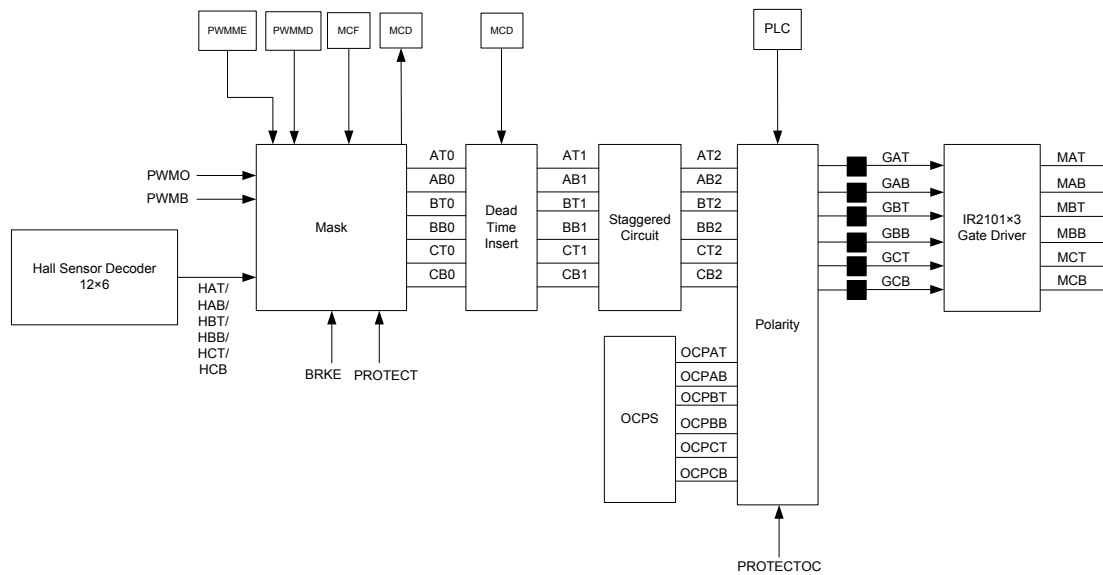 PWMME
PWMMD
MCF
MCD
MCD
PLC
PWMO
PWMB
Mask
AT0
AB0
BT0
BB0
CT0
CB0
Dead
Time
Insert
AT1
AB1
BT1
BB1
CT1
CB1
Staggered
Circuit
AT2
AB2
BT2
BB2
CT2
CB2
Polarity
GAT
GAB
GBT
GBB
GCT
GCB
IR2101×3
Gate Driver
MAT
MAB
MBT
MBB
MCT
MCB
Hall Sensor Decoder
12×6
HAT/
HAB/
HBT/
HBB/
HCT/
HCB
BRKE
PROTECT
OCPS
OCPAT
OCPAB
OCPBT
OCPBB
OCPCT
OCPCB
PROTECTOC